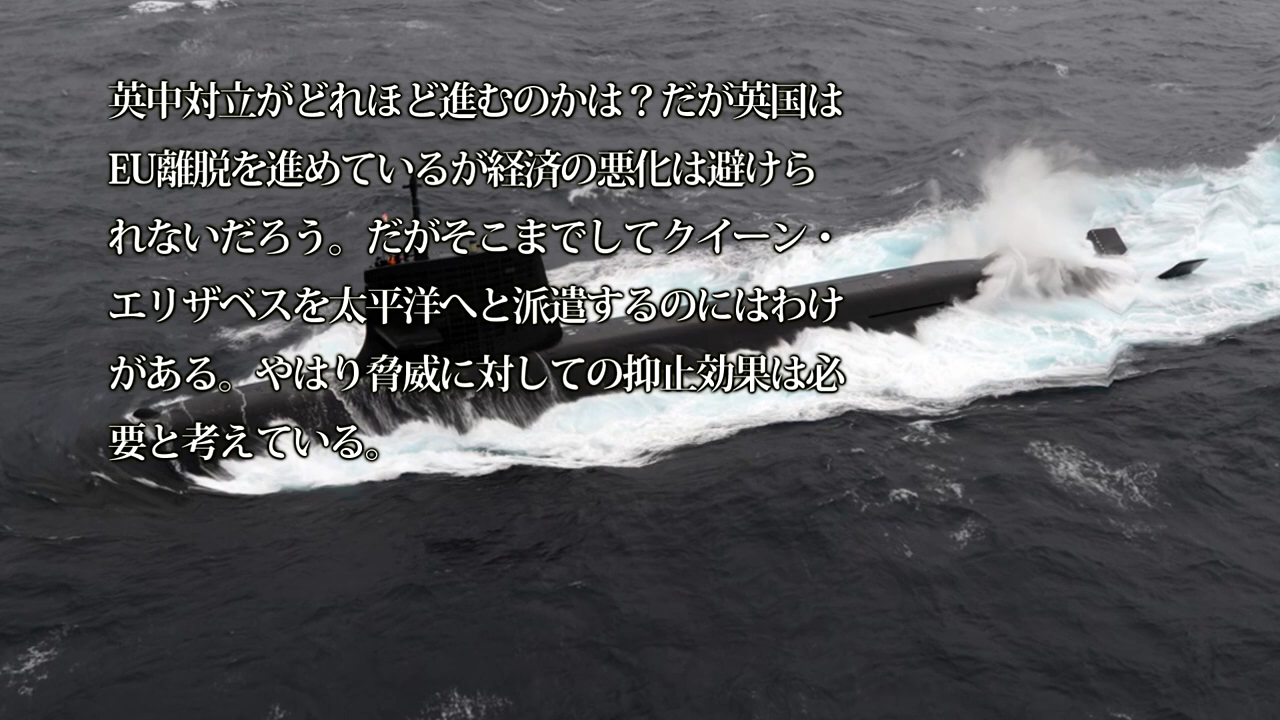 英中対立がどれほど進むのかは？だが英国は
EU離脱を進めているが経済の悪化は避けら
れないだろう。だがそこまでしてクイーン・
エリザベスを太平洋へと派遣するのにはわけ
がある。やはり脅威に対しての抑止効果は必
要と考えている。